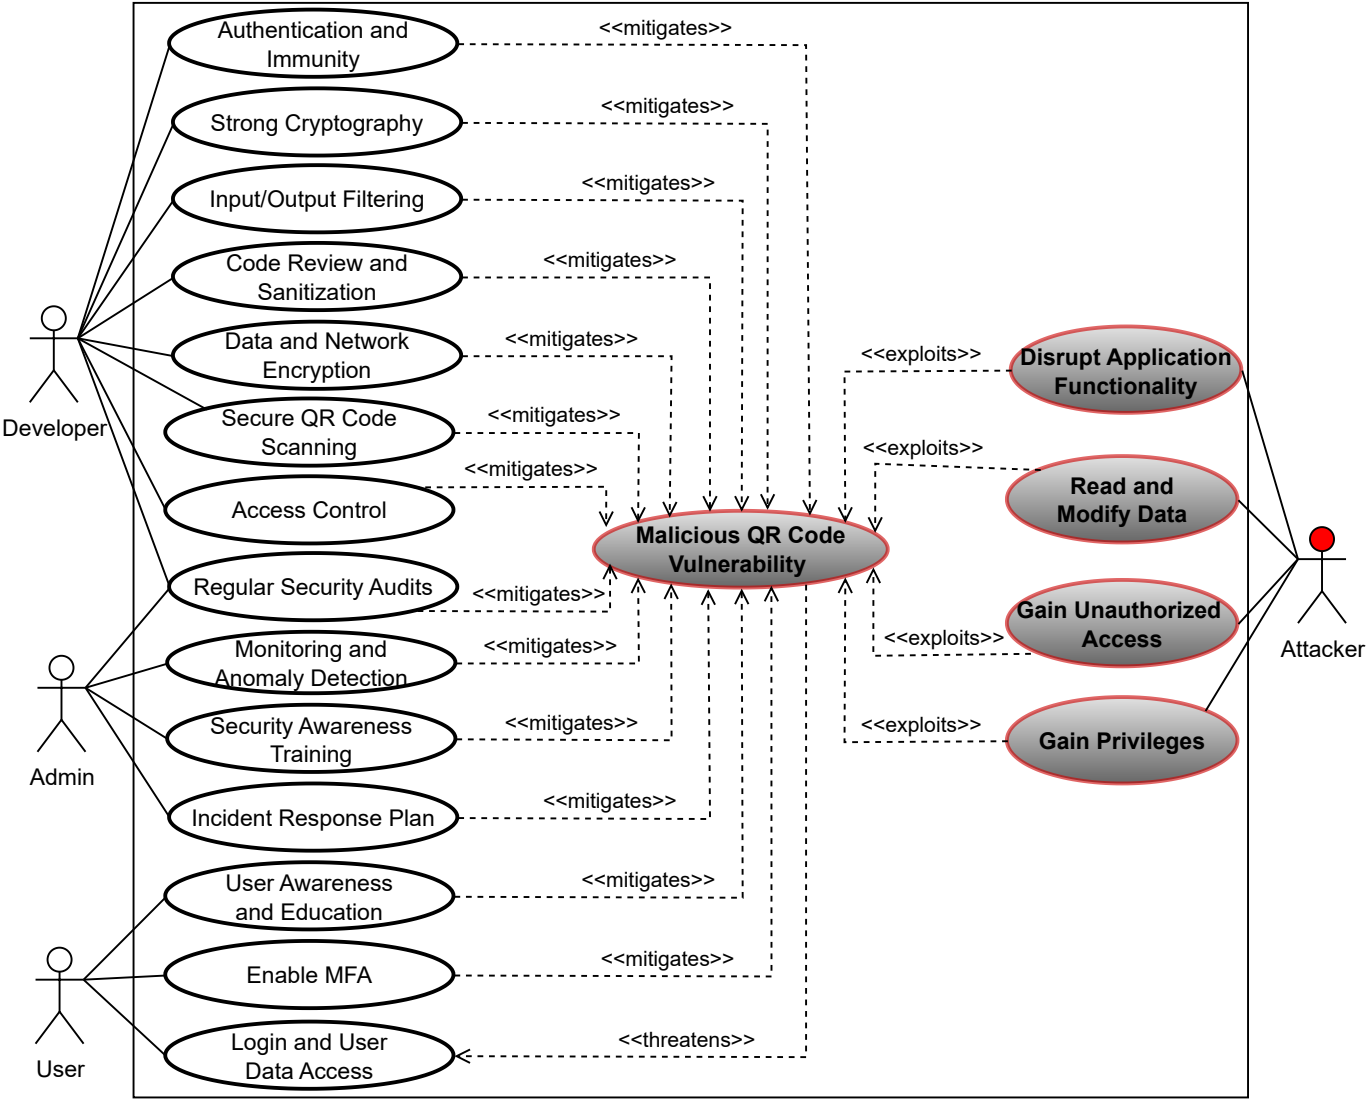 Authentication and
Immunity
<<mitigates>>
Strong Cryptography
<<mitigates>>
Input/Output Filtering
<<mitigates>>
Code Review and
Sanitization
<<mitigates>>
Data and Network
Encryption
<<mitigates>>
Secure QR Code
Scanning
<<mitigates>>
Access Control
<<mitigates>>
Regular Security Audits
<<mitigates>>
Monitoring and
Anomaly Detection
<<mitigates>>
Security Awareness
Training
<<mitigates>>
Incident Response Plan
<<mitigates>>
User Awareness
and Education
<<mitigates>>
Enable MFA
<<mitigates>>
Login and User
Data Access
<<threatens>>
Developer
Admin
User
Malicious QR Code
Vulnerability
<<exploits>>
Disrupt Application
Functionality
<<exploits>>
Read and
Modify Data
<<exploits>>
Gain Unauthorized
Access
<<exploits>>
Gain Privileges
Attacker